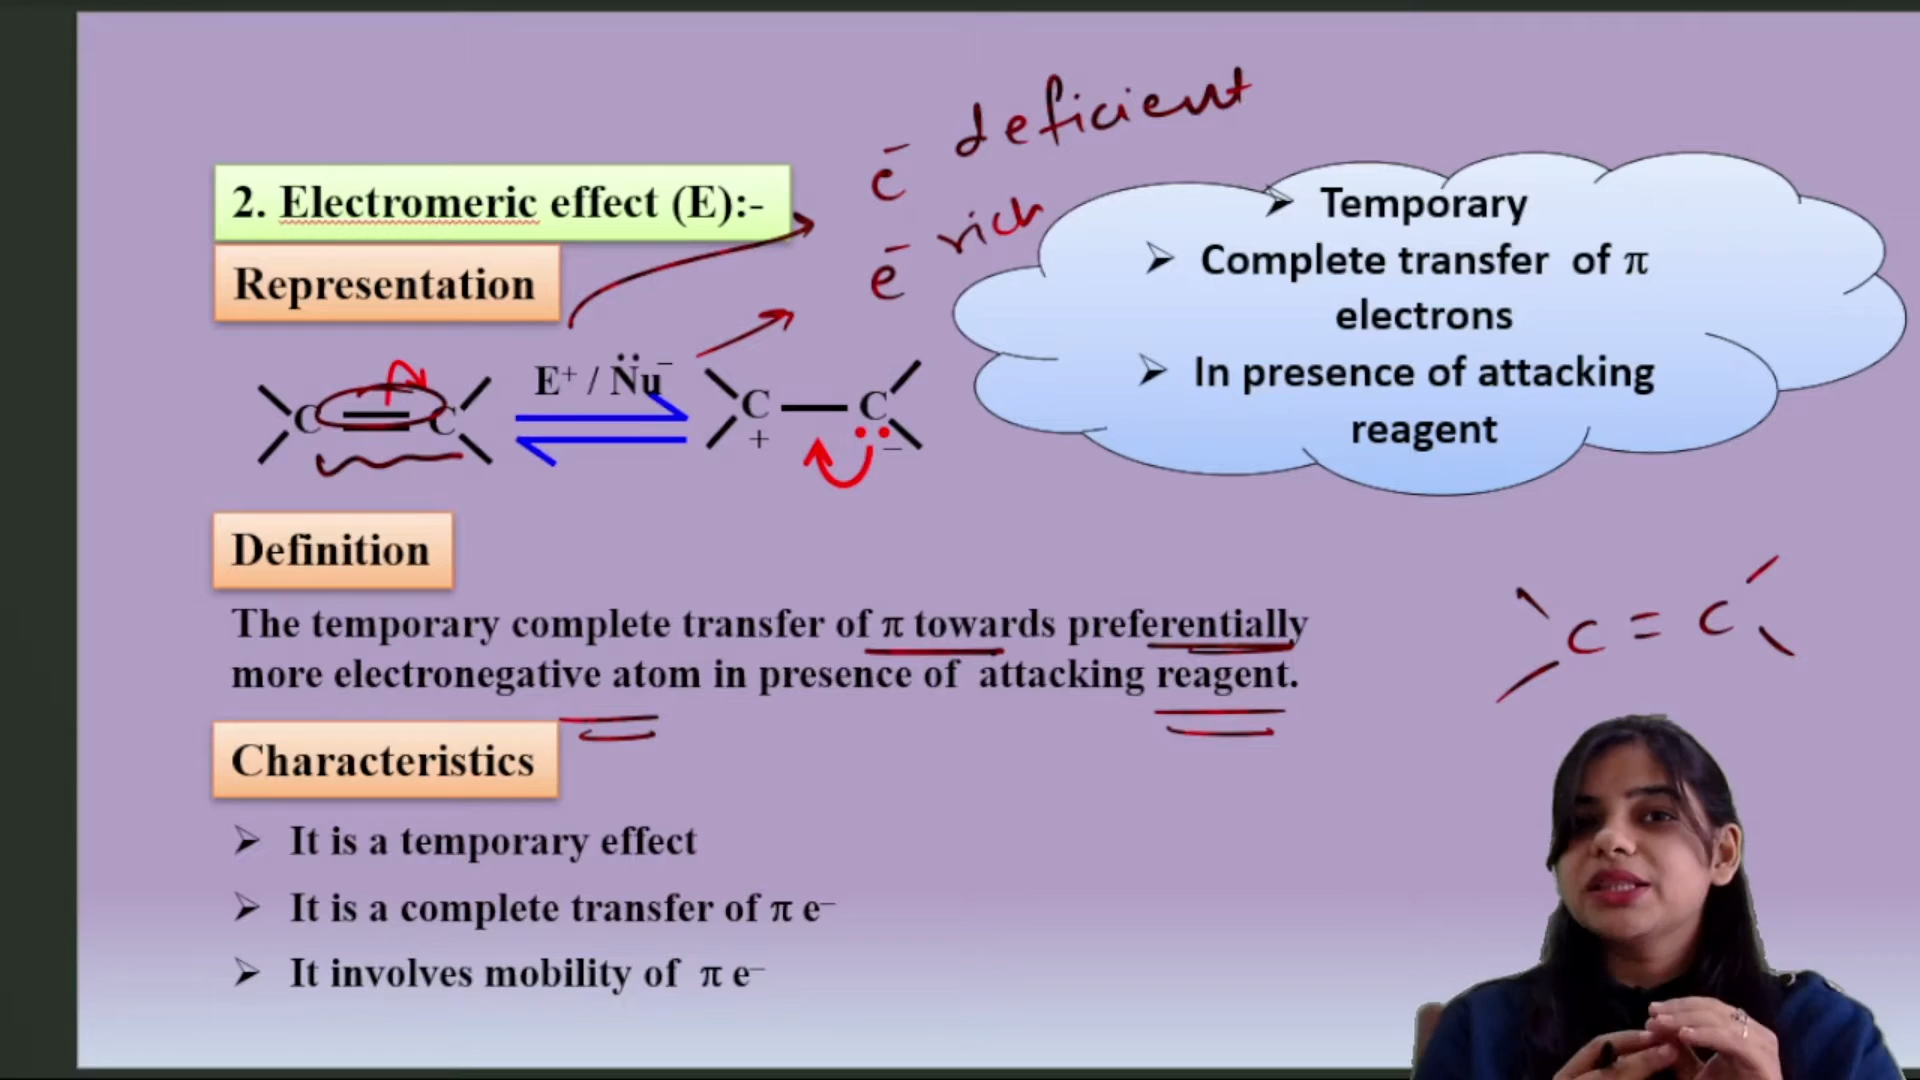 e⁻ deficient
e⁻ rich
2. Electromeric effect (E):-
Representation
C = C
E⁺ / N̈u⁻
C — C
+ –
➢ Temporary
➢ Complete transfer of π
electrons
➢ In presence of attacking
reagent
Definition
The temporary complete transfer of π towards preferentially
more electronegative atom in presence of attacking reagent.
C = C
Characteristics
➢ It is a temporary effect
➢ It is a complete transfer of π e⁻
➢ It involves mobility of π e⁻